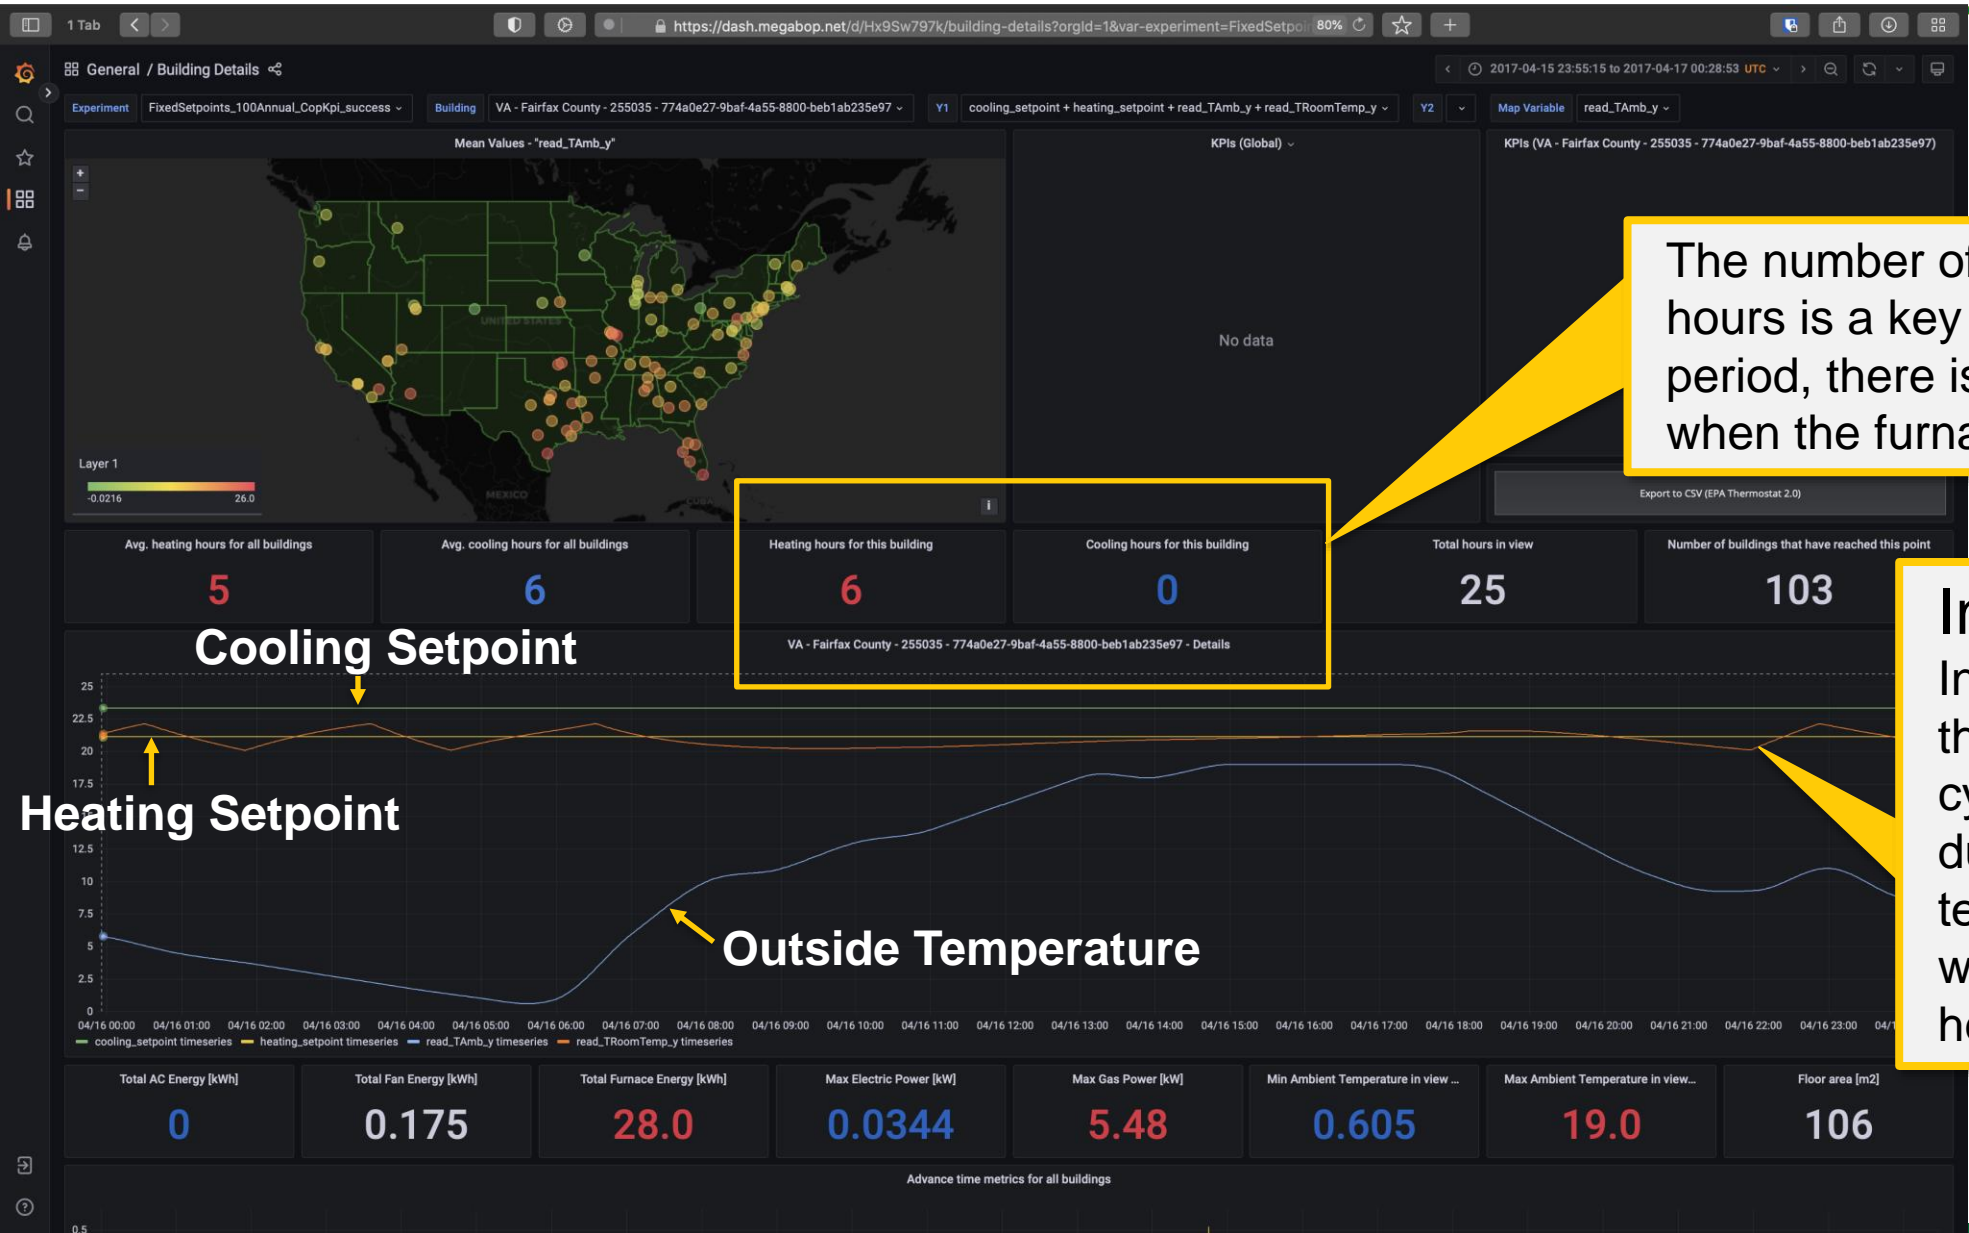 1 Tab
https://dash.megabop.net/d/Hx9Sw797k/building-details?orgId=1&var-experiment=FixedSetpoi 80%
General / Building Details
2017-04-15 23:55:15 to 2017-04-17 00:28:53 UTC
Experiment FixedSetpoints_100Annual_CopKpi_success Building VA - Fairfax County - 255035 - 774a0e27-9baf-4a55-8800-beb1ab235e97 Y1 cooling_setpoint + heating_setpoint + read_TAmb_y + read_TRoomTemp_y Y2 Map Variable read_TAmb_y
Mean Values - "read_TAmb_y"
KPIs (Global)
KPIs (VA - Fairfax County - 255035 - 774a0e27-9baf-4a55-8800-beb1ab235e97)
+
-
UNITED STATES
MEXICO
CUBA
Layer 1
-0.0216 26.0
i
No data
The number of
hours is a key
period, there is
when the furna
Export to CSV (EPA Thermostat 2.0)
Avg. heating hours for all buildings
5
Avg. cooling hours for all buildings
6
Heating hours for this building
6
Cooling hours for this building
0
Total hours in view
25
Number of buildings that have reached this point
103
Cooling Setpoint
VA - Fairfax County - 255035 - 774a0e27-9baf-4a55-8800-beb1ab235e97 - Details
25
22.5
20
17.5
Heating Setpoint
12.5
10
7.5
5
2.5
0
Outside Temperature
In
th
cy
du
te
w
he
04/16 00:00 04/16 01:00 04/16 02:00 04/16 03:00 04/16 04:00 04/16 05:00 04/16 06:00 04/16 07:00 04/16 08:00 04/16 09:00 04/16 10:00 04/16 11:00 04/16 12:00 04/16 13:00 04/16 14:00 04/16 15:00 04/16 16:00 04/16 17:00 04/16 18:00 04/16 19:00 04/16 20:00 04/16 21:00 04/16 22:00 04/16 23:00 04/1
cooling_setpoint timeseries heating_setpoint timeseries read_TAmb_y timeseries read_TRoomTemp_y timeseries
Total AC Energy [kWh]
0
Total Fan Energy [kWh]
0.175
Total Furnace Energy [kWh]
28.0
Max Electric Power [kW]
0.0344
Max Gas Power [kW]
5.48
Min Ambient Temperature in view ...
0.605
Max Ambient Temperature in view...
19.0
Floor area [m2]
106
Advance time metrics for all buildings
0.5